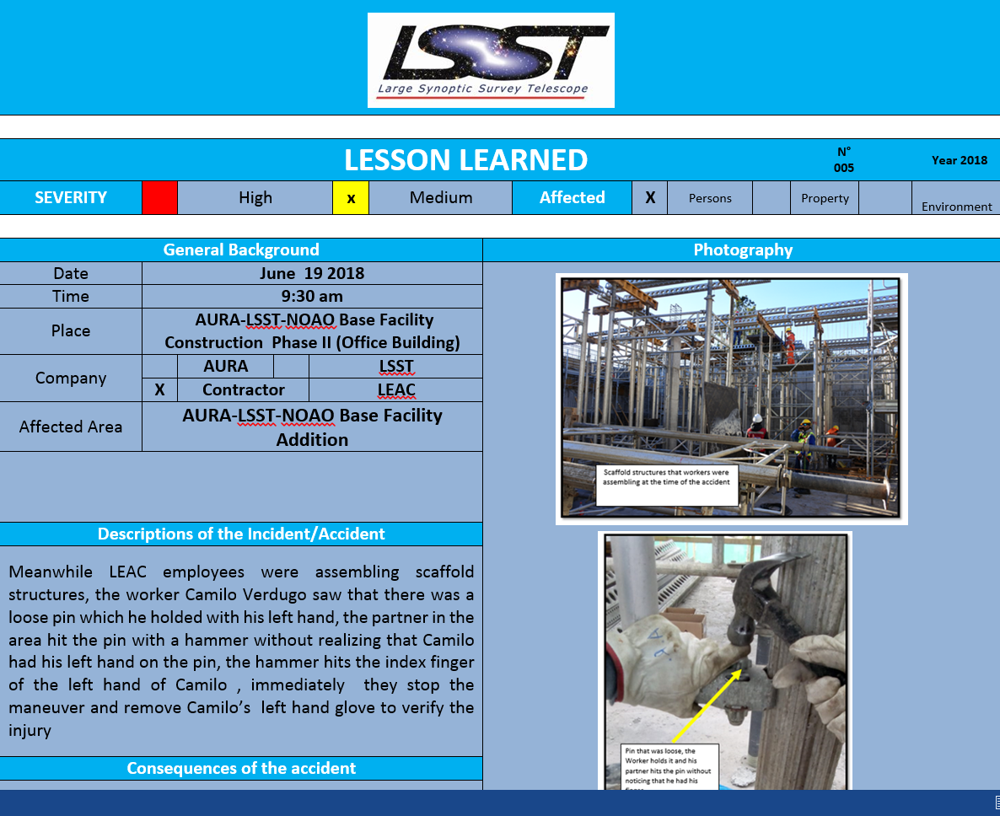 LSST
Large Synoptic Survey Telescope
LESSON LEARNED
N°
005
Year 2018
SEVERITY
High
x
Medium
Affected
X
Persons
Property
Environment
General Background
Date
June 19 2018
Time
9:30 am
Place
AURA-LSST-NOAO Base Facility
Construction Phase II (Office Building)
Company
AURA
LSST
X
Contractor
LEAC
Affected Area
AURA-LSST-NOAO Base Facility
Addition
Descriptions of the Incident/Accident
Meanwhile LEAC employees were assembling scaffold
structures, the worker Camilo Verdugo saw that there was a
loose pin which he holded with his left hand, the partner in the
area hit the pin with a hammer without realizing that Camilo
had his left hand on the pin, the hammer hits the index finger
of the left hand of Camilo , immediately they stop the
maneuver and remove Camilo’s left hand glove to verify the
injury
Consequences of the accident
Photography
Scaffold structures that workers were
assembling at the time of the accident
Pin that was loose, the
Worker holds it and his
partner hits the pin without
noticing that he had his